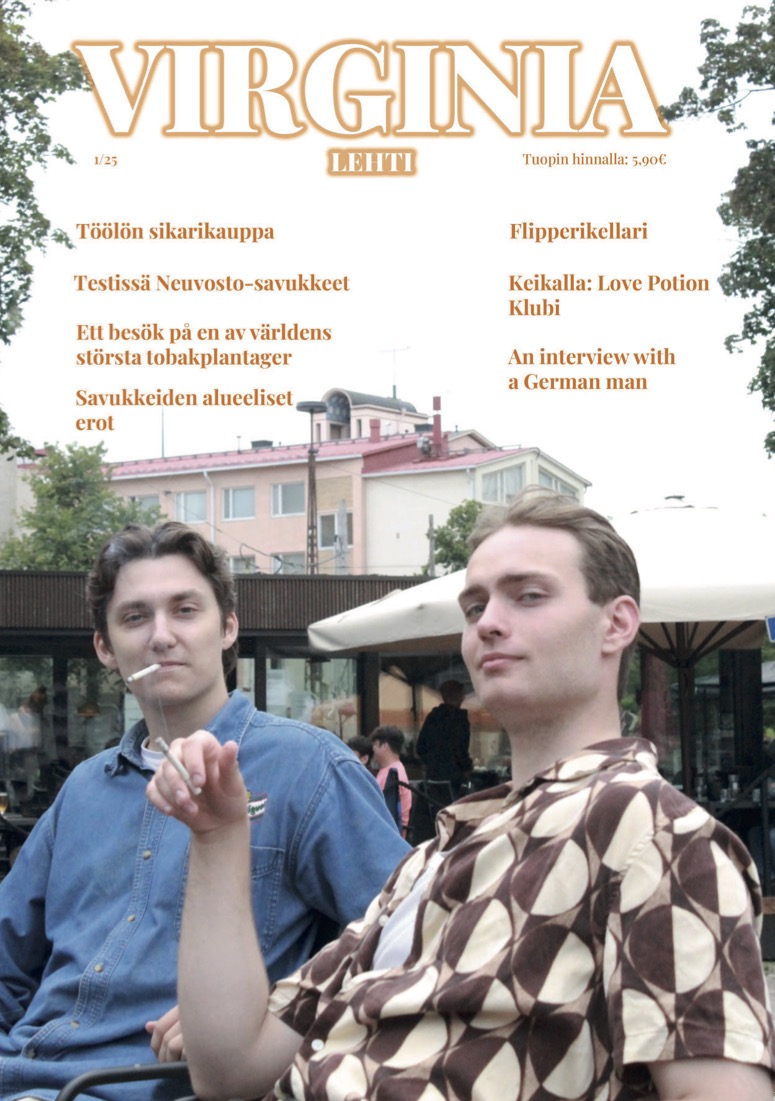 VIRGINIA
LEHTI
1/25
Tuopin hinnalla: 5,90€
Töölön sikarikauppa
Testissä Neuvosto-savukkeet
Ett besök på en av världens
största tobakplantager
Savukkeiden alueeliset
erot
Flipperikellari
Keikalla: Love Potion
Klubi
An interview with
a German man